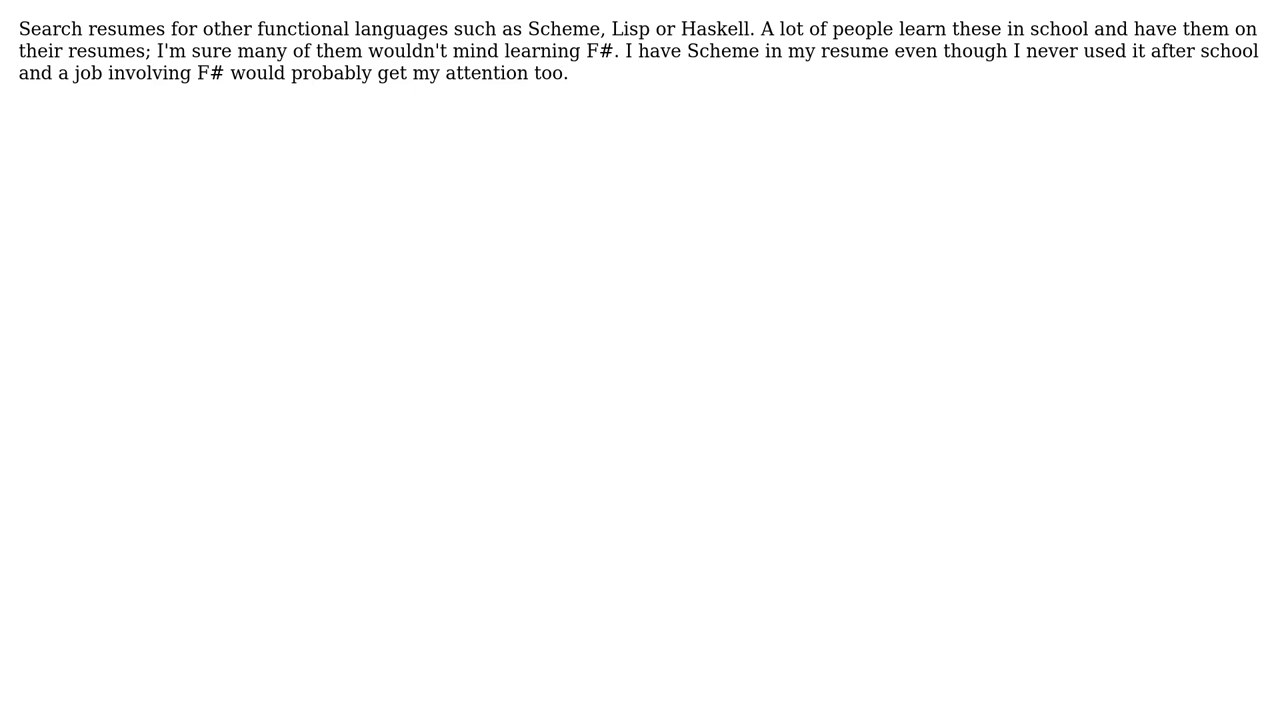 Search resumes for other functional languages such as Scheme, Lisp or Haskell. A lot of people learn these in school and have them on
their resumes; I'm sure many of them wouldn't mind learning F#. I have Scheme in my resume even though I never used it after school
and a job involving F# would probably get my attention too.